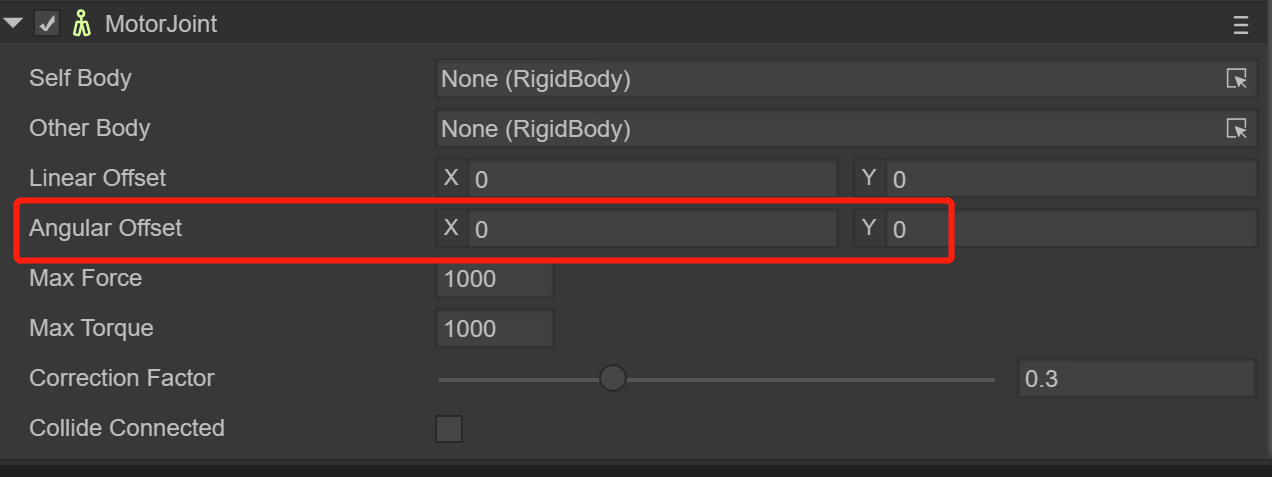 MotorJoint
Self Body None (RigidBody)
Other Body None (RigidBody)
Linear Offset X 0 Y 0
Angular Offset X 0 Y 0
Max Force 1000
Max Torque 1000
Correction Factor 0.3
Collide Connected